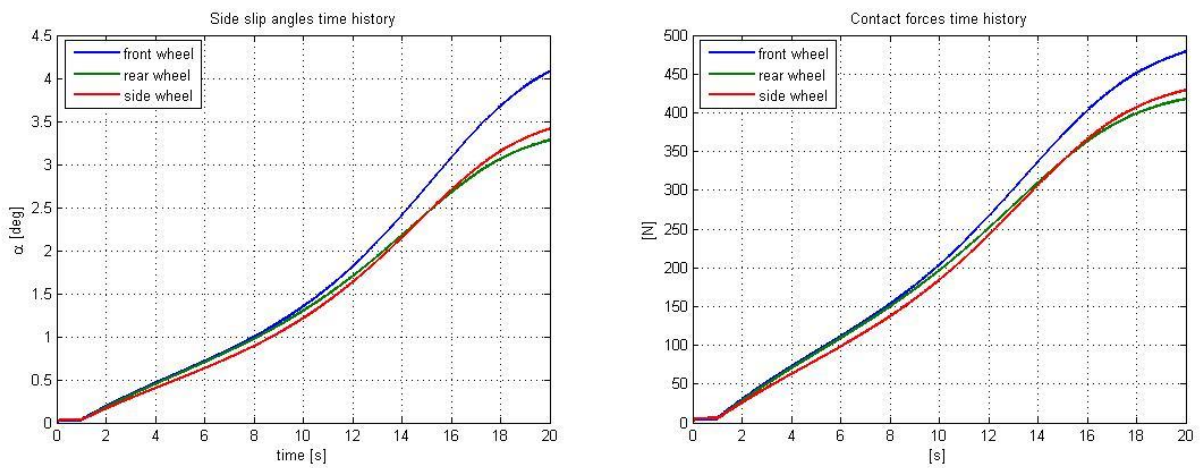 Side slip angles time history
4.5
4
3.5
3
2.5
2
1.5
1
0.5
0
α [deg]
front wheel
rear wheel
side wheel
0 2 4 6 8 10 12 14 16 18 20
time [s]
Contact forces time history
500
450
400
350
300
250
200
150
100
50
0
[N]
front wheel
rear wheel
side wheel
0 2 4 6 8 10 12 14 16 18 20
[s]